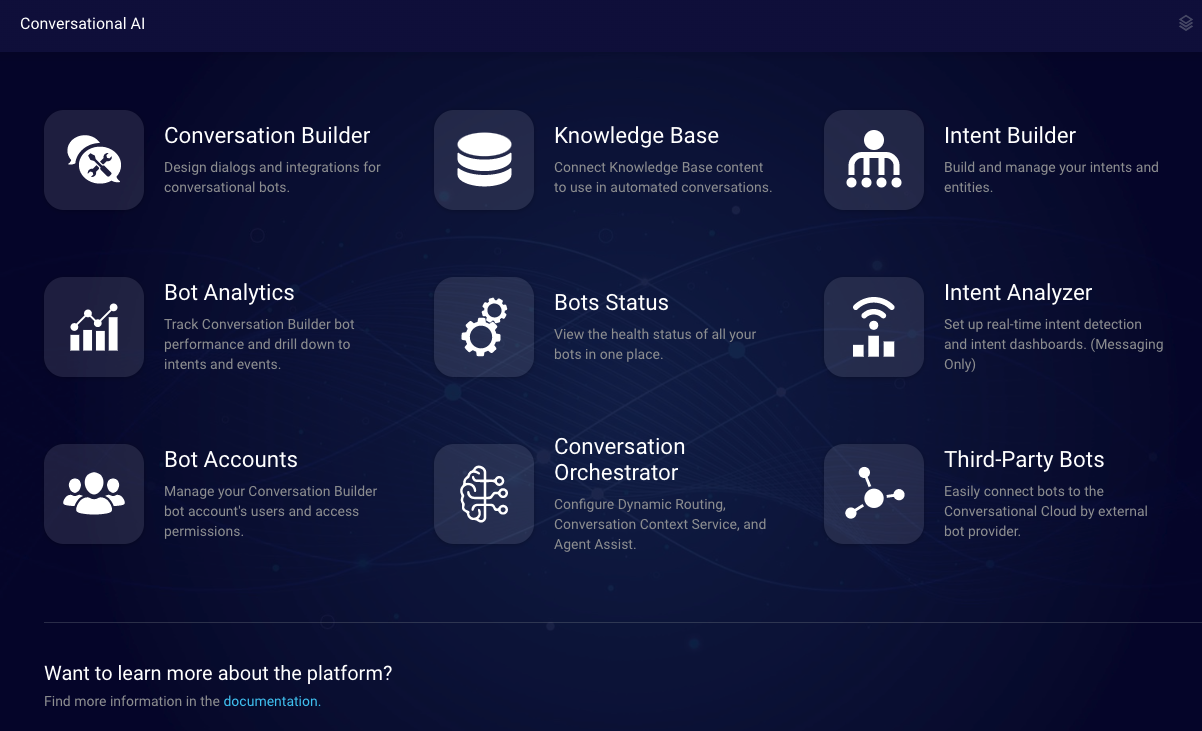 Conversational AI
Conversation Builder
Design dialogs and integrations for
conversational bots.
Knowledge Base
Connect Knowledge Base content
to use in automated conversations.
Intent Builder
Build and manage your intents and
entities.
Bot Analytics
Track Conversation Builder bot
performance and drill down to
intents and events.
Bots Status
View the health status of all your
bots in one place.
Intent Analyzer
Set up real-time intent detection
and intent dashboards. (Messaging
Only)
Bot Accounts
Manage your Conversation Builder
bot account's users and access
permissions.
Conversation
Orchestrator
Configure Dynamic Routing,
Conversation Context Service, and
Agent Assist.
Third-Party Bots
Easily connect bots to the
Conversational Cloud by external
bot provider.
Want to learn more about the platform?
Find more information in the documentation.